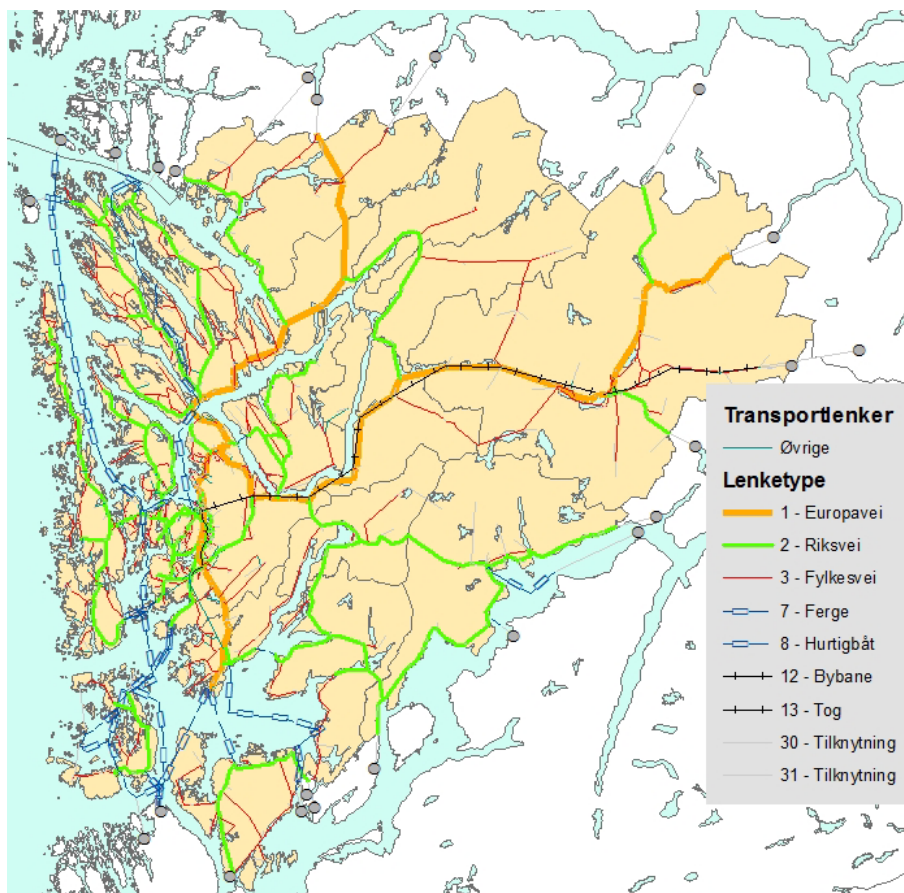 Transportlenker
Øvrige
Lenketype
1 - Europavei
2 - Riksvei
3 - Fylkesvei
7 - Ferge
8 - Hurtigbåt
12 - Bybane
13 - Tog
30 - Tilknytning
31 - Tilknytning